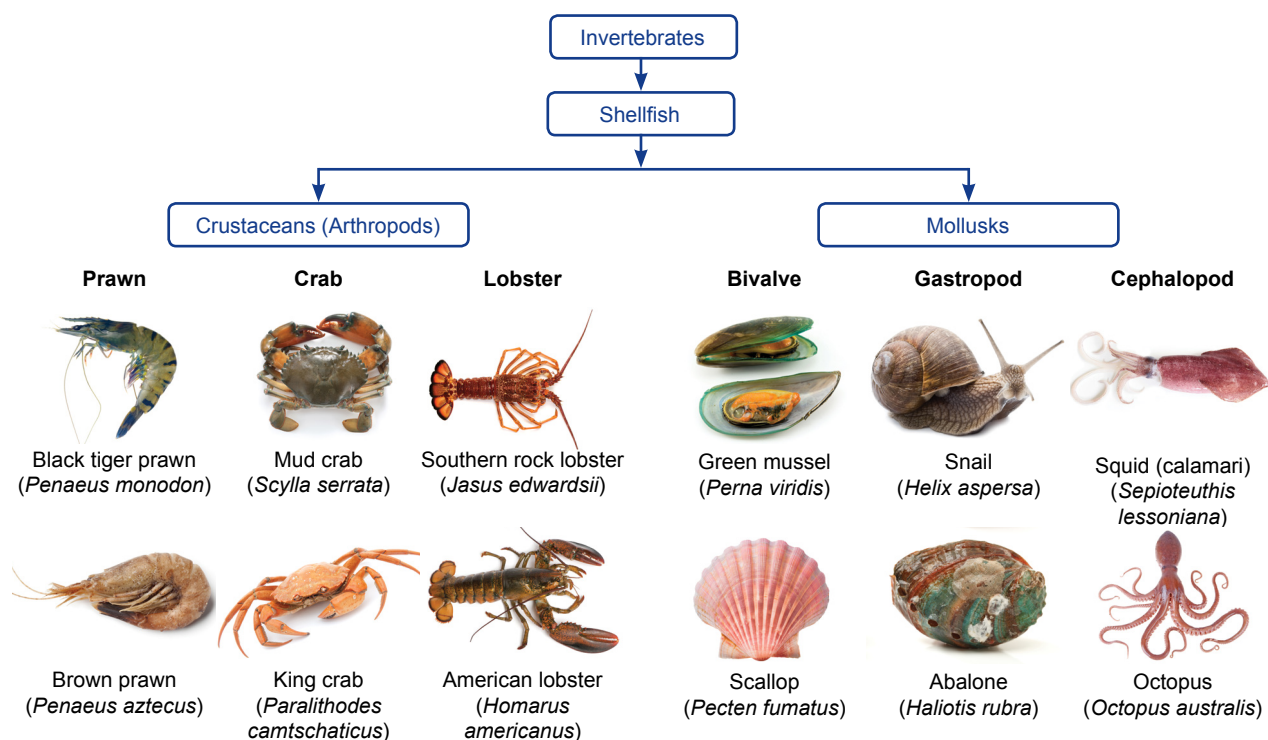 Invertebrates
Shellfish
Crustaceans (Arthropods)
Mollusks
Prawn
Crab
Lobster
Bivalve
Gastropod
Cephalopod
Black tiger prawn
(Penaeus monodon)
Mud crab
(Scylla serrata)
Southern rock lobster
(Jasus edwardsii)
Green mussel
(Perna viridis)
Snail
(Helix aspersa)
Squid (calamari)
(Sepioteuthis
lessoniana)
Brown prawn
(Penaeus aztecus)
King crab
(Paralithodes
camtschaticus)
American lobster
(Homarus
americanus)
Scallop
(Pecten fumatus)
Abalone
(Haliotis rubra)
Octopus
(Octopus australis)